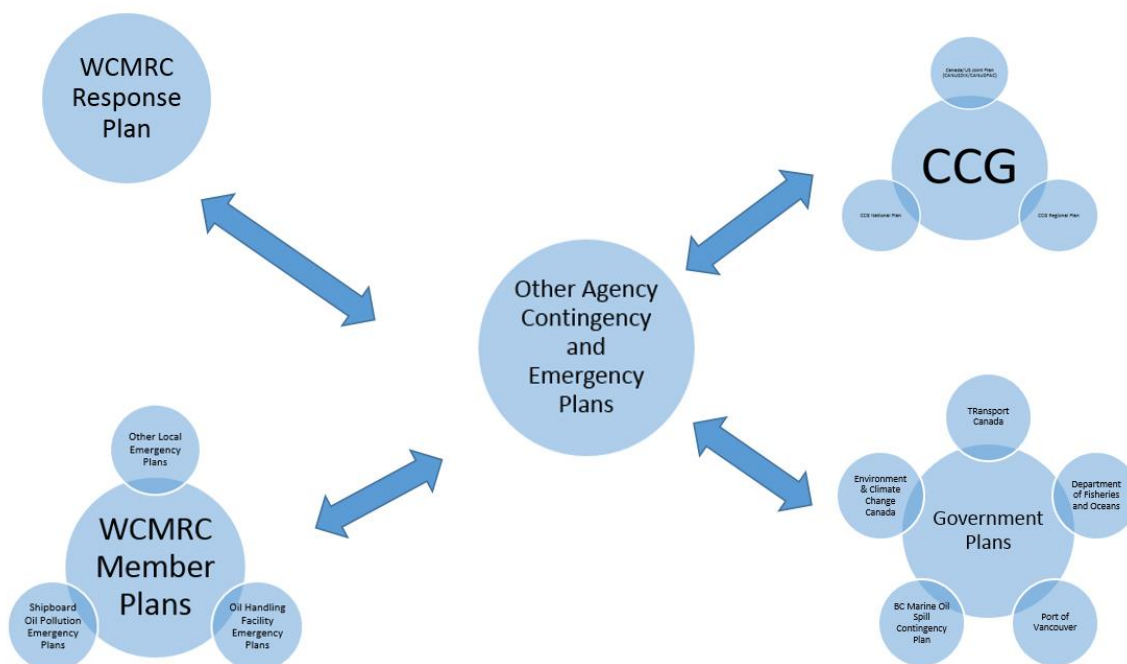 WCMRC
Response
Plan
Canada/US Joint Plan
(CANUSDIX/CANUSPAC)
CCG
CCG National Plan
CCG Regional Plan
Other Agency
Contingency
and
Emergency
Plans
Other Local
Emergency
Plans
WCMRC
Member
Plans
Shipboard
Oil Pollution
Emergency
Plans
Oil Handling
Facility
Emergency
Plans
TRansport
Canada
Environment
& Climate
Change
Canada
Department
of Fisheries
and Oceans
Government
Plans
BC Marine Oil
Spill
Contingency
Plan
Port of
Vancouver